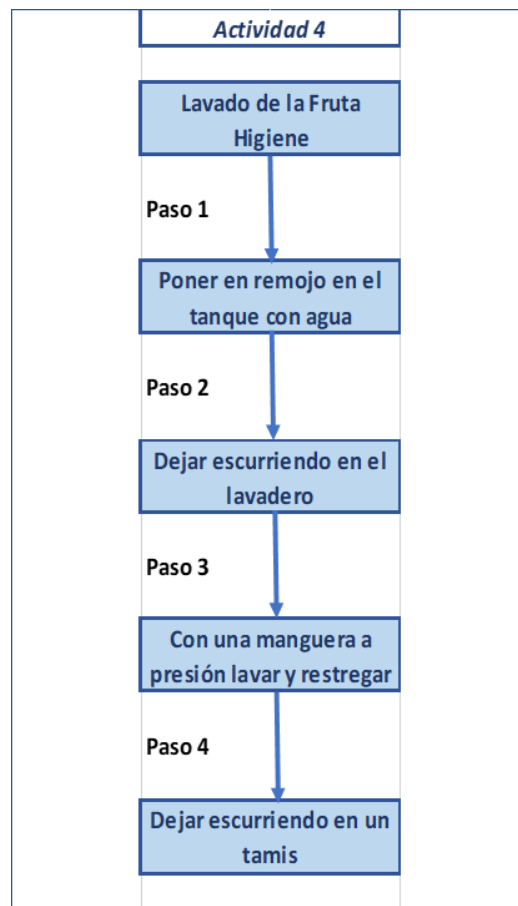 Actividad 4
Lavado de la Fruta
Higiene
Paso 1
Poner en remojo en el
tanque con agua
Paso 2
Dejar escurriendo en el
lavadero
Paso 3
Con una manguera a
presión lavar y restregar
Paso 4
Dejar escurriendo en un
tamis